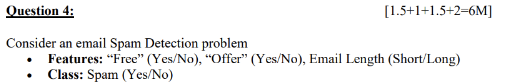 Question 4: [1.5+1+1.5+2=6M]
Consider an email Spam Detection problem
• Features: “Free” (Yes/No), “Offer” (Yes/No), Email Length (Short/Long)
• Class: Spam (Yes/No)